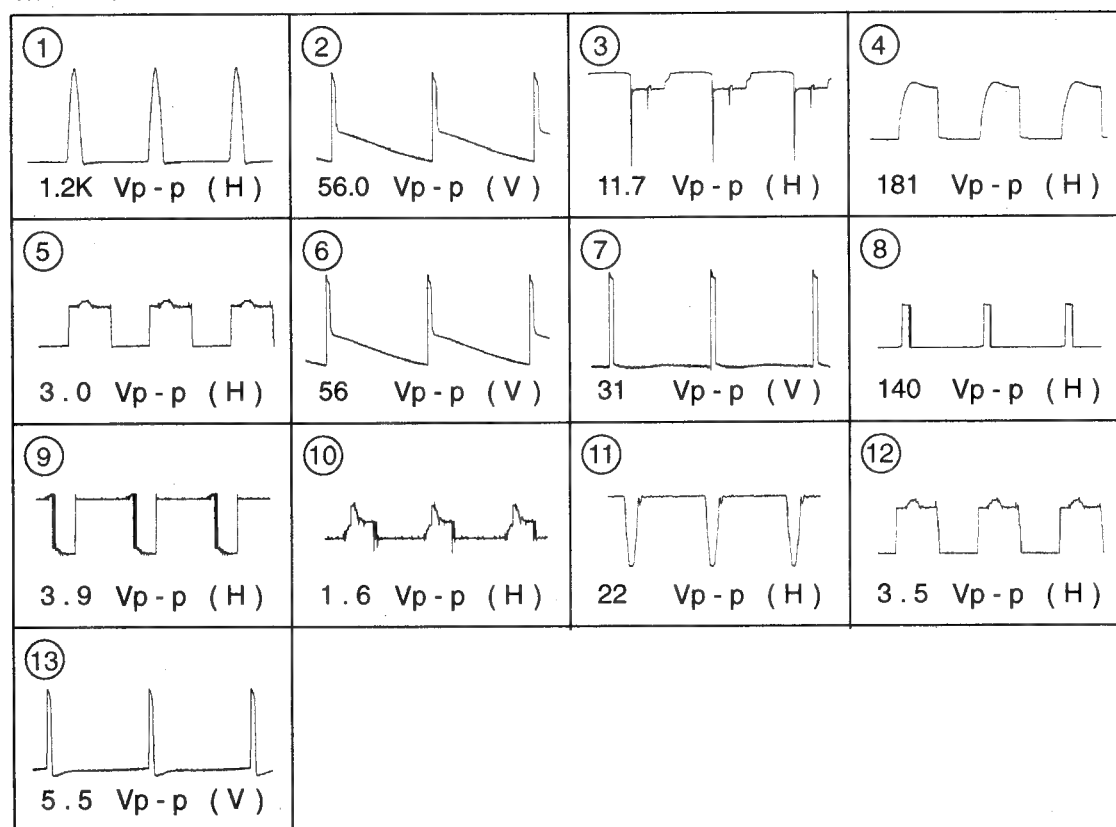 ① ② ③ ④
1.2K Vp-p (H) 56.0 Vp-p (V) 11.7 Vp-p (H) 181 Vp-p (H)
⑤ ⑥ ⑦ ⑧
3.0 Vp-p (H) 56 Vp-p (V) 31 Vp-p (V) 140 Vp-p (H)
⑨ ⑩ ⑪ ⑫
3.9 Vp-p (H) 1.6 Vp-p (H) 22 Vp-p (H) 3.5 Vp-p (H)
⑬
5.5 Vp-p (V)